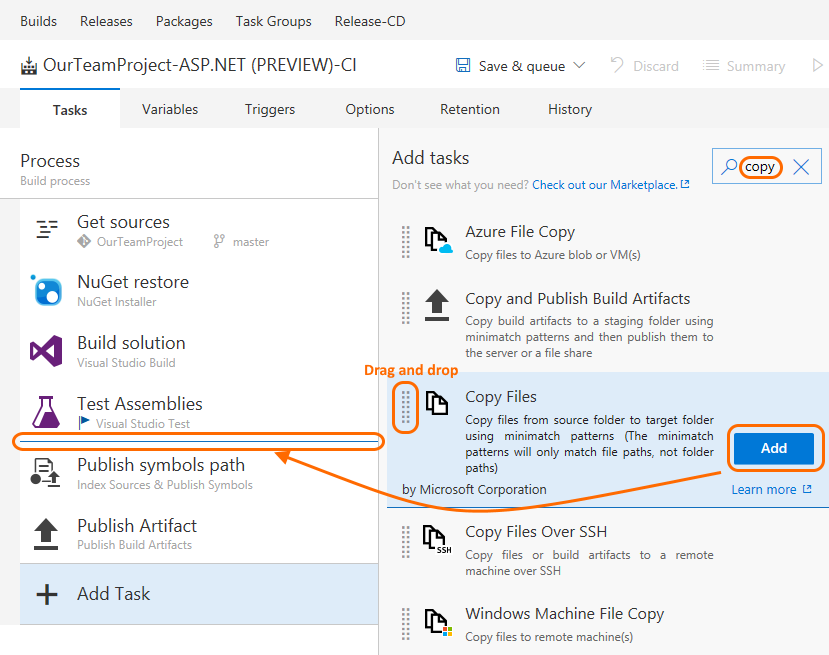 Builds Releases Packages Task Groups Release-CD
OurTeamProject-ASP.NET (PREVIEW)-CI
Save & queue Discard Summary
Tasks Variables Triggers Options Retention History
Process
Build process
Get sources
OurTeamProject master
NuGet restore
NuGet Installer
Build solution
Visual Studio Build
Test Assemblies
Visual Studio Test
Publish symbols path
Index Sources & Publish Symbols
Publish Artifact
Publish Build Artifacts
Add Task
Add tasks
copy
Don't see what you need? Check out our Marketplace.
Azure File Copy
Copy files to Azure blob or VM(s)
Copy and Publish Build Artifacts
Copy build artifacts to a staging folder using
minimatch patterns and then publish them to
the server or a file share
Drag and drop
Copy Files
Copy files from source folder to target folder
using minimatch patterns (The minimatch
patterns will only match file paths, not folder
paths)
Add
by Microsoft Corporation
Learn more
SSH
Copy Files Over SSH
Copy files or build artifacts to a remote
machine over SSH
Windows Machine File Copy
Copy files to remote machine(s)